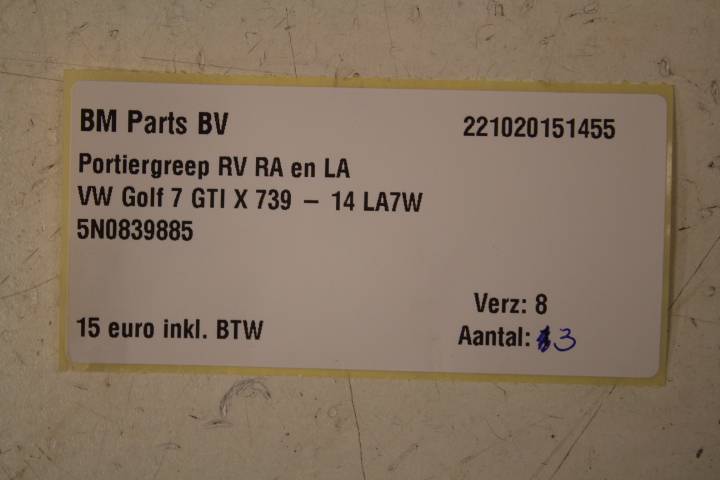 BM Parts BV 221020151455
Portiergreep RV RA en LA
VW Golf 7 GTI X 739 – 14 LA7W
5N0839885
Verz: 8
15 euro inkl. BTW Aantal: 3